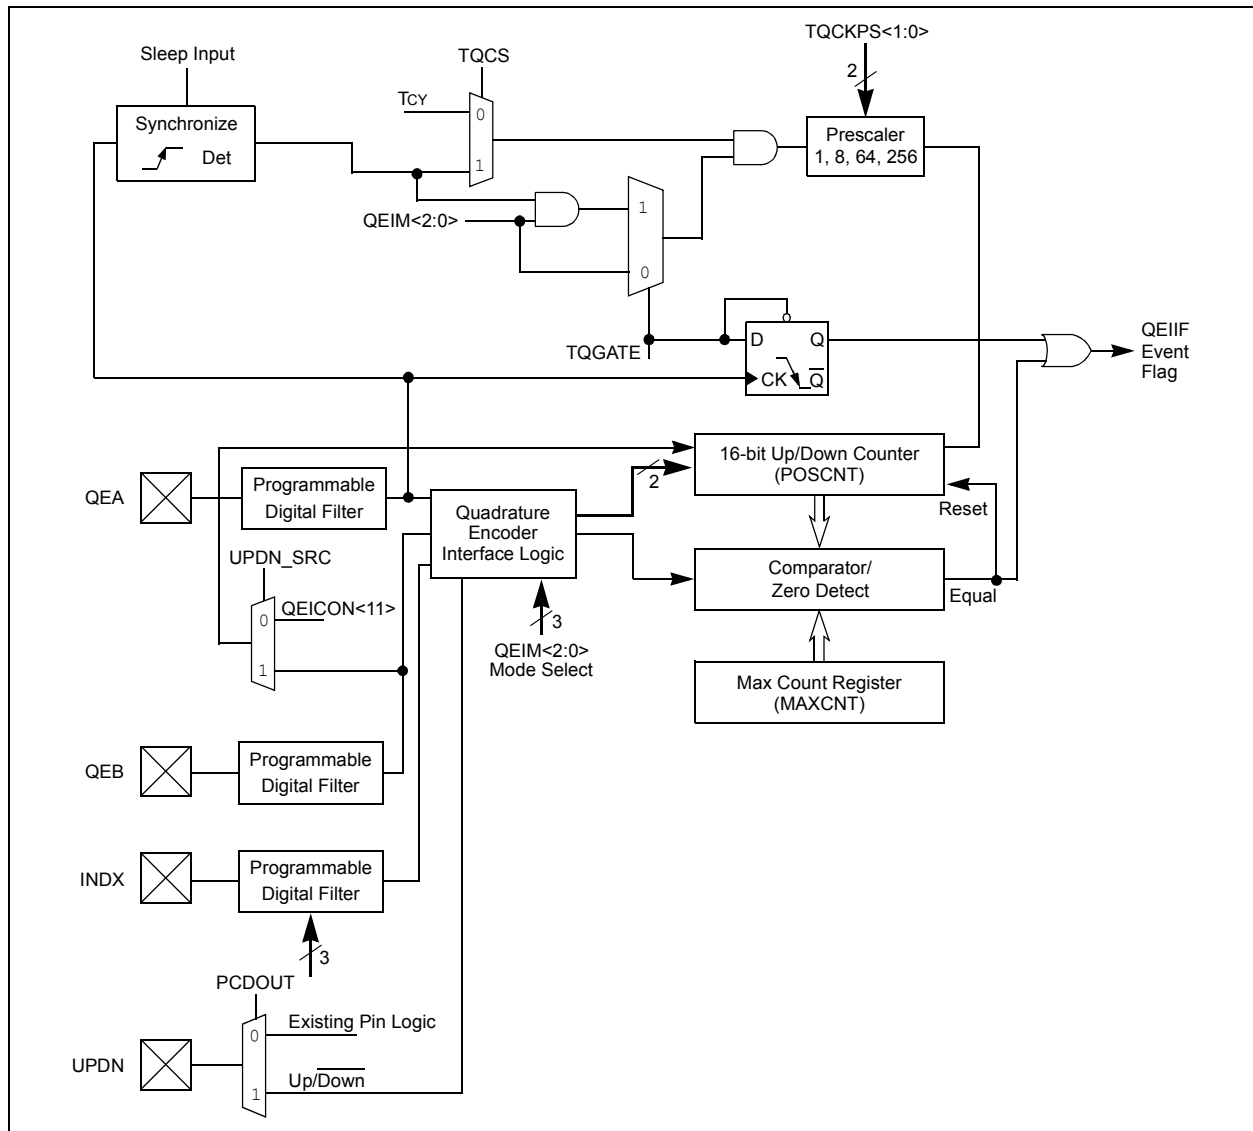 TQCKPS<1:0>
Sleep Input
TQCS
2
TCY
0
Synchronize
Det
Prescaler
1, 8, 64, 256
1
QEIM<2:0>
1
0
TQGATE
D
Q
CK
Q
QEIIF
Event
Flag
16-bit Up/Down Counter
(POSCNT)
2
QEA
Programmable
Digital Filter
Quadrature
Encoder
Interface Logic
Reset
UPDN_SRC
Comparator/
Zero Detect
Equal
0
QEICON<11>
1
3
QEIM<2:0>
Mode Select
Max Count Register
(MAXCNT)
QEB
Programmable
Digital Filter
INDX
Programmable
Digital Filter
3
PCDOUT
0
Existing Pin Logic
UPDN
1
Up/Down